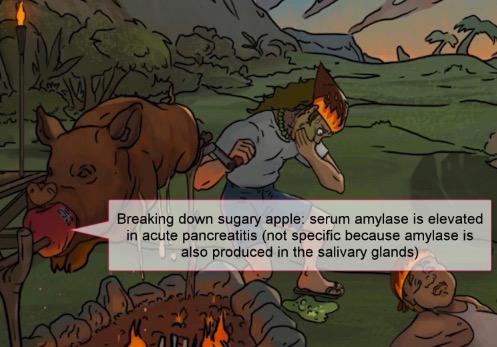 Breaking down sugary apple: serum amylase is elevated
in acute pancreatitis (not specific because amylase is
also produced in the salivary glands)